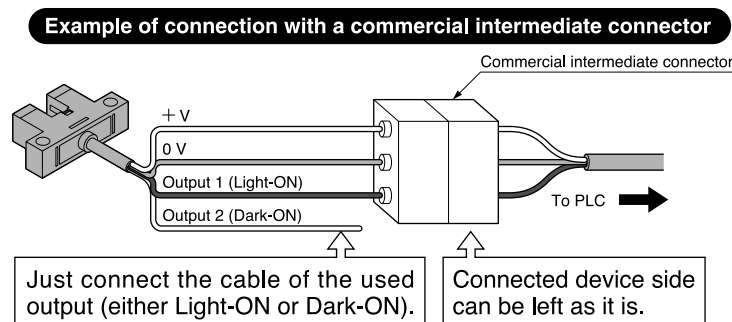 Example of connection with a commercial intermediate connector
Commercial intermediate connector
+ V
0 V
Output 1 (Light-ON)
Output 2 (Dark-ON)
To PLC
Just connect the cable of the used
output (either Light-ON or Dark-ON).
Connected device side
can be left as it is.